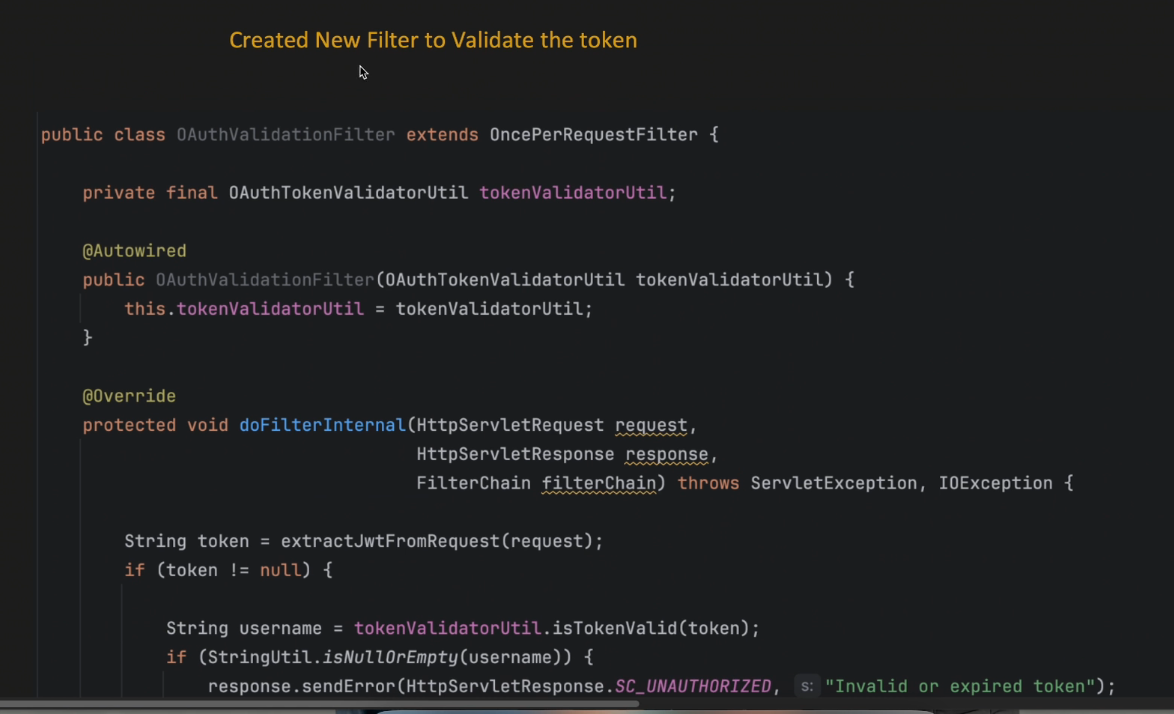 Created New Filter to Validate the token
public class OAuthValidationFilter extends OncePerRequestFilter {
private final OAuthTokenValidatorUtil tokenValidatorUtil;
@Autowired
public OAuthValidationFilter(OAuthTokenValidatorUtil tokenValidatorUtil) {
this.tokenValidatorUtil = tokenValidatorUtil;
}
@Override
protected void doFilterInternal(HttpServletRequest request,
HttpServletResponse response,
FilterChain filterChain) throws ServletException, IOException {
String token = extractJwtFromRequest(request);
if (token != null) {
String username = tokenValidatorUtil.isTokenValid(token);
if (StringUtil.isNullOrEmpty(username)) {
response.sendError(HttpServletResponse.SC_UNAUTHORIZED, s: "Invalid or expired token");